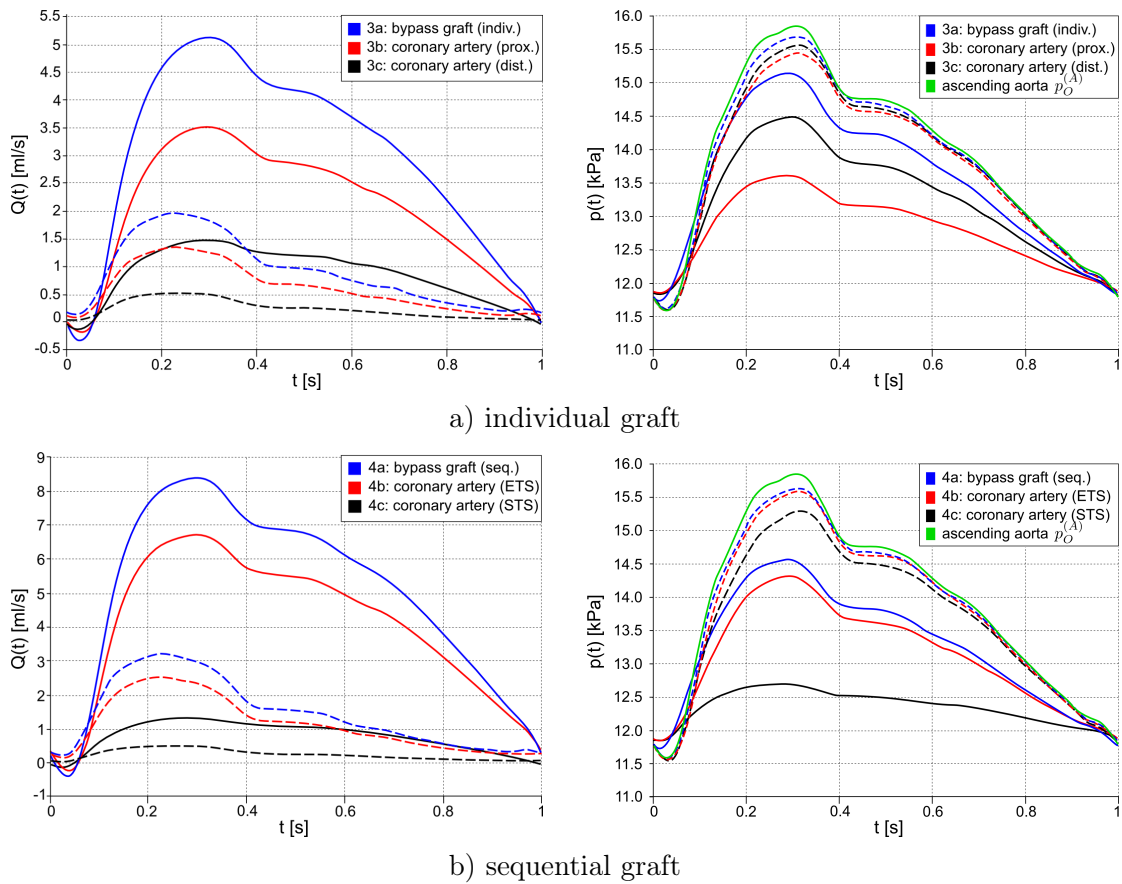 5.5
5
4.5
4
3.5
3
2.5
2
1.5
1
0.5
0
-0.5
Q(t) [ml/s]
3a: bypass graft (indiv.)
3b: coronary artery (prox.)
3c: coronary artery (dist.)
0 0.2 0.4 0.6 0.8 1
t [s]
16.0
15.5
15.0
14.5
14.0
13.5
13.0
12.5
12.0
11.5
11.0
p(t) [kPa]
3a: bypass graft (indiv.)
3b: coronary artery (prox.)
3c: coronary artery (dist.)
ascending aorta p_O^(A)
0 0.2 0.4 0.6 0.8 1
t [s]
a) individual graft
9
8
7
6
5
4
3
2
1
0
-1
Q(t) [ml/s]
4a: bypass graft (seq.)
4b: coronary artery (ETS)
4c: coronary artery (STS)
0 0.2 0.4 0.6 0.8 1
t [s]
16.0
15.5
15.0
14.5
14.0
13.5
13.0
12.5
12.0
11.5
11.0
p(t) [kPa]
4a: bypass graft (seq.)
4b: coronary artery (ETS)
4c: coronary artery (STS)
ascending aorta p_O^(A)
0 0.2 0.4 0.6 0.8 1
t [s]
b) sequential graft